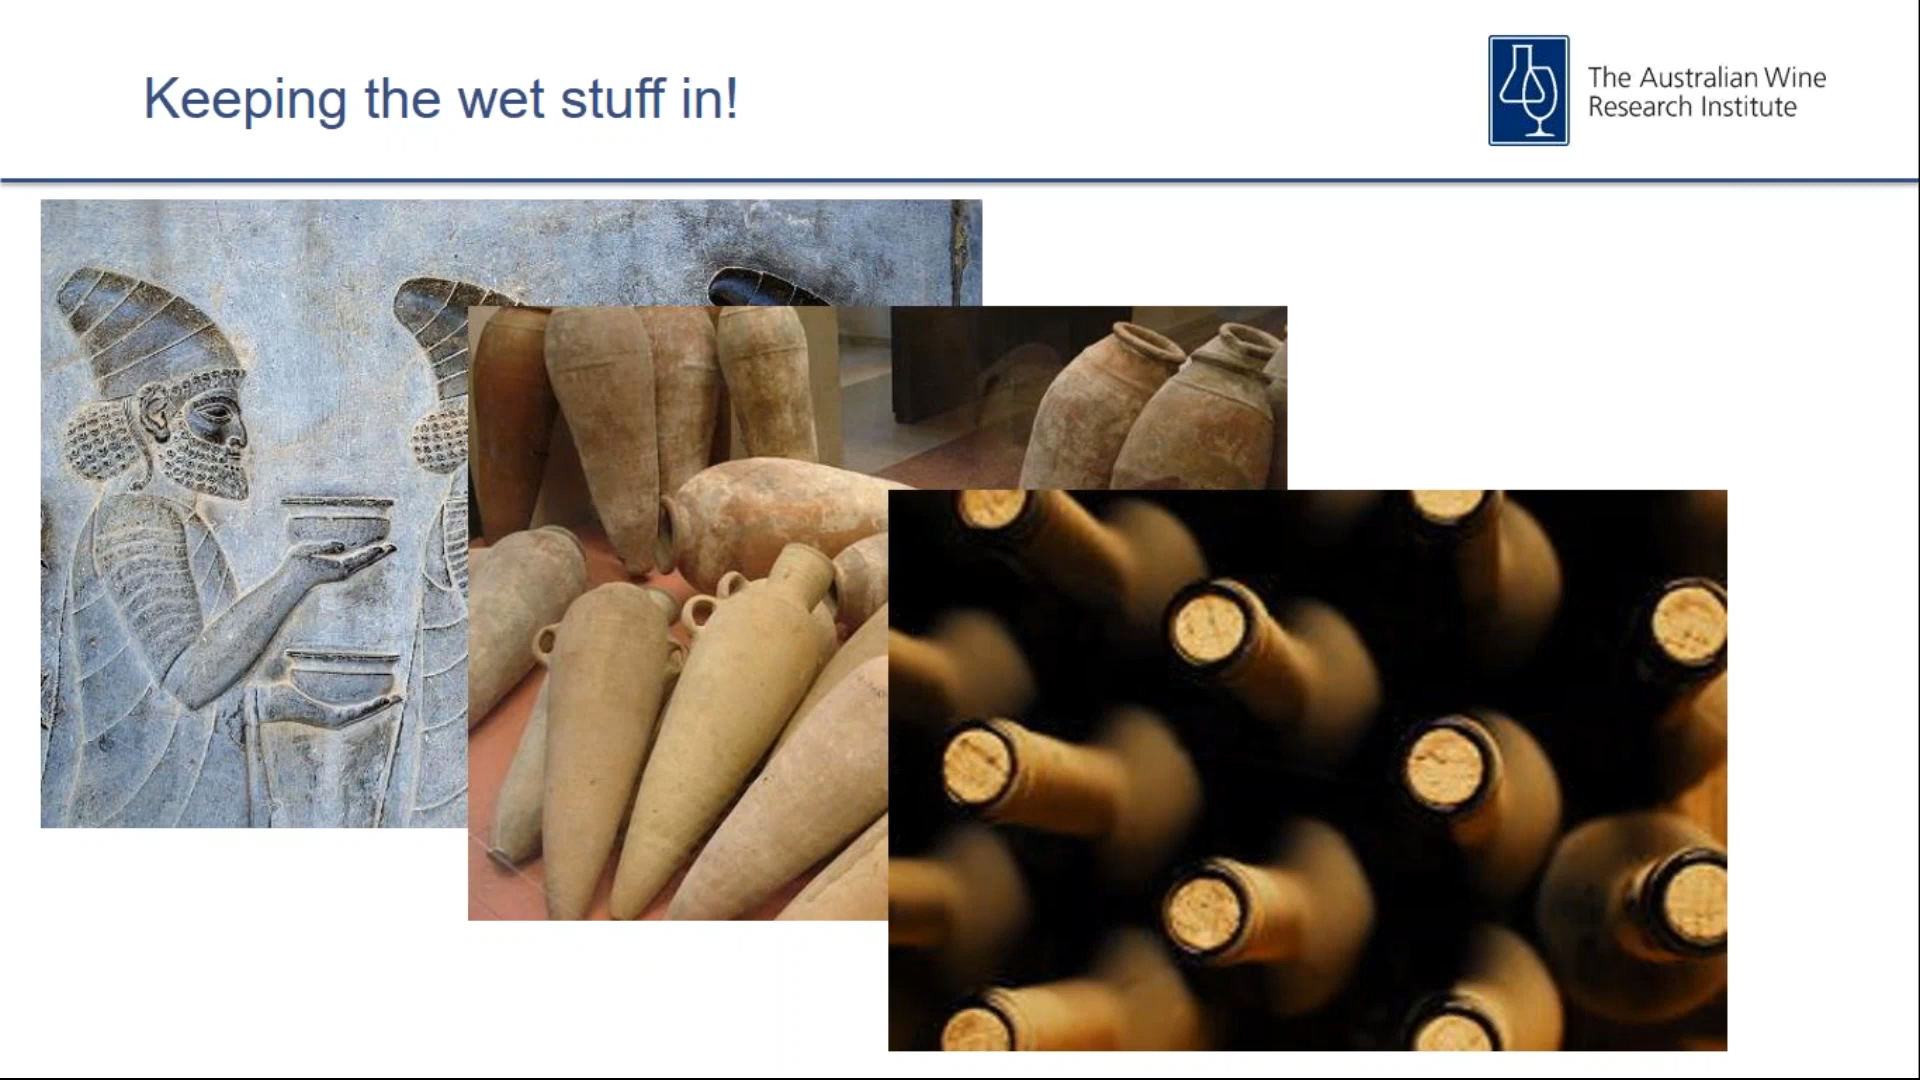 Keeping the wet stuff in!
The Australian Wine
Research Institute